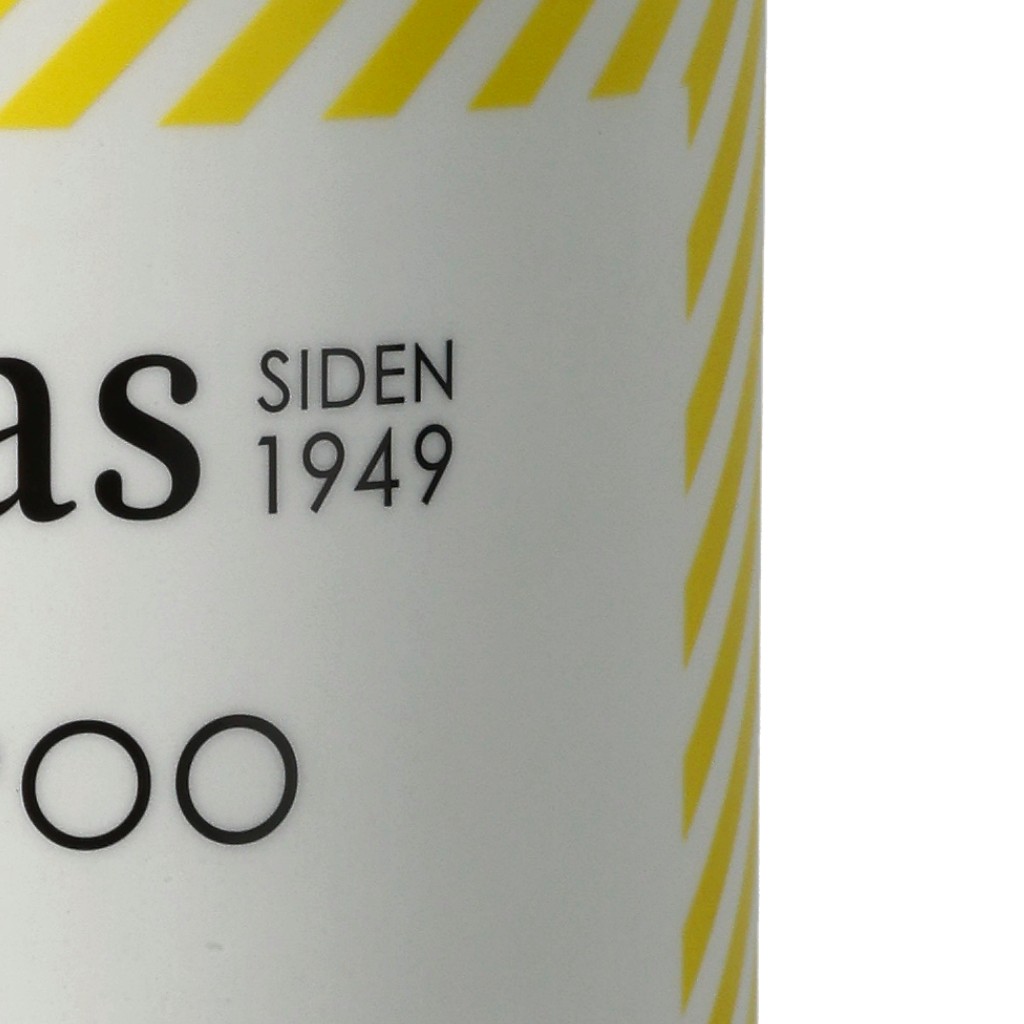 as SIDEN
1949
OO